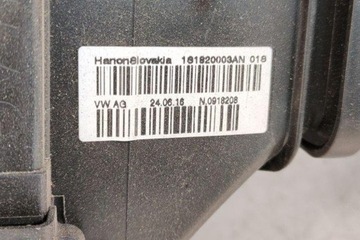 HanonSlovakia 161820003AN 016
VW AG 24.06.16 N.0918208